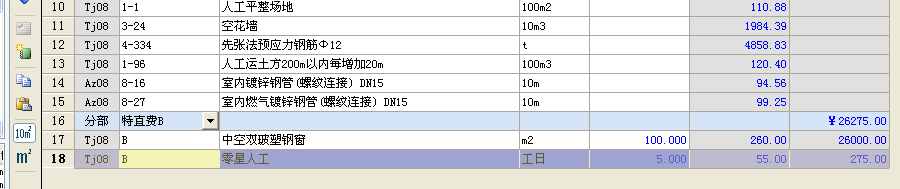 10 Tj08 1-1 人工平整场地 100m2 110.88
11 Tj08 3-24 空花墙 10m3 1984.39
12 Tj08 4-334 先张法预应力钢筋Φ12 t 4858.83
13 Tj08 1-96 人工运土方200m以内每增加20m 100m3 120.40
14 Az08 8-16 室内镀锌钢管(螺纹连接) DN15 10m 94.56
15 Az08 8-27 室内燃气镀锌钢管(螺纹连接) DN15 10m 99.25
16 分部 特直费B ¥26275.00
17 Tj08 B 中空双玻塑钢窗 m2 100.000 260.00 26000.00
18 Tj08 B 零星人工 工日 5.000 55.00 275.00
10m²
m²